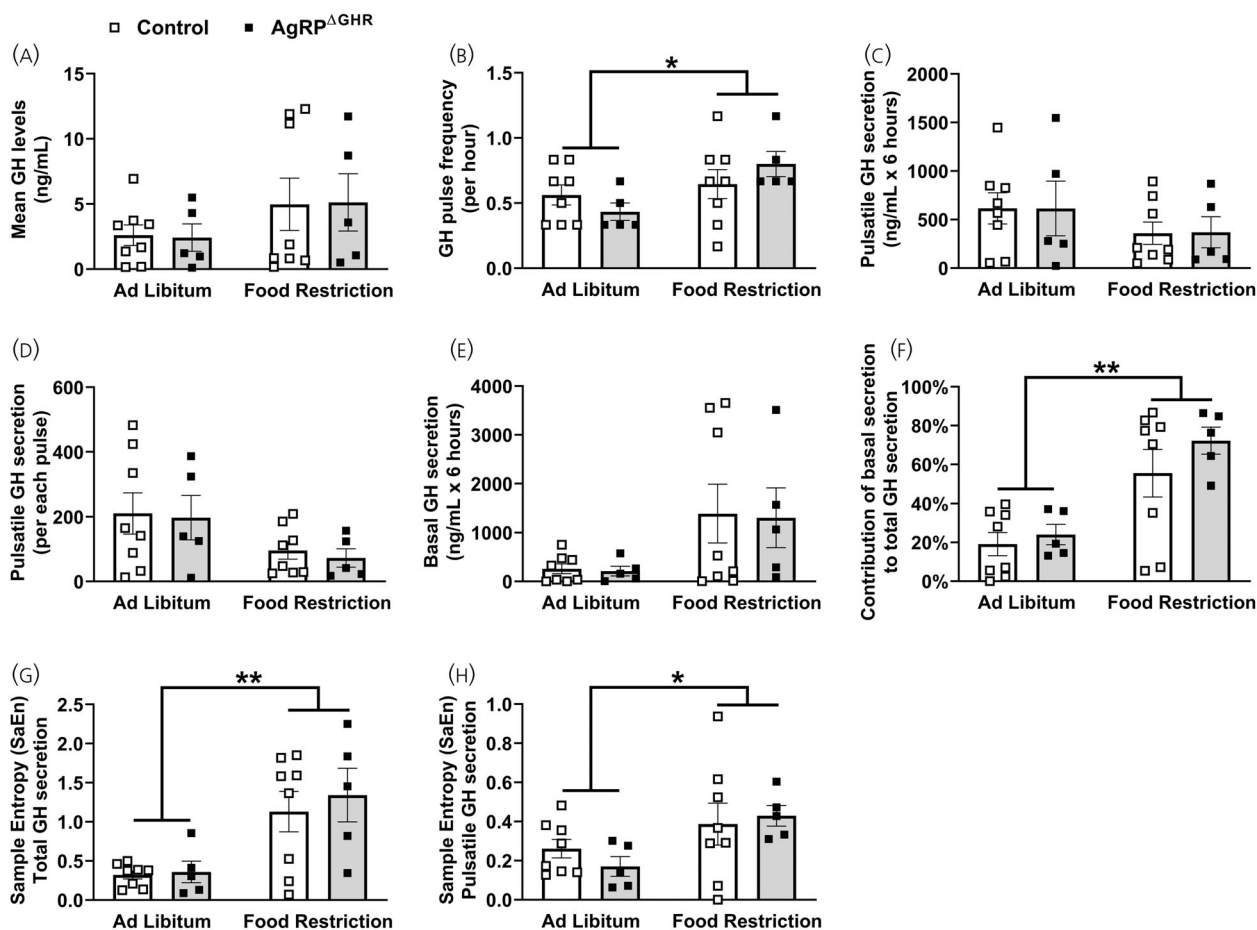 Control AgRP^ΔGHR
(A)
Mean GH levels
(ng/mL)
15
10
5
0
Ad Libitum Food Restriction
(B)
GH pulse frequency
(per hour)
1.5
1.0
0.5
0.0
*
Ad Libitum Food Restriction
(C)
Pulsatile GH secretion
(ng/mL x 6 hours)
2000
1500
1000
500
0
Ad Libitum Food Restriction
(D)
Pulsatile GH secretion
(per each pulse)
600
400
200
0
Ad Libitum Food Restriction
(E)
Basal GH secretion
(ng/mL x 6 hours)
4000
3000
2000
1000
0
Ad Libitum Food Restriction
(F)
Contribution of basal secretion
to total GH secretion
100%
80%
60%
40%
20%
0%
**
Ad Libitum Food Restriction
(G)
Sample Entropy (SaEn)
Total GH secretion
2.5
2.0
1.5
1.0
0.5
0.0
**
Ad Libitum Food Restriction
(H)
Sample Entropy (SaEn)
Pulsatile GH secretion
1.0
0.8
0.6
0.4
0.2
0.0
*
Ad Libitum Food Restriction